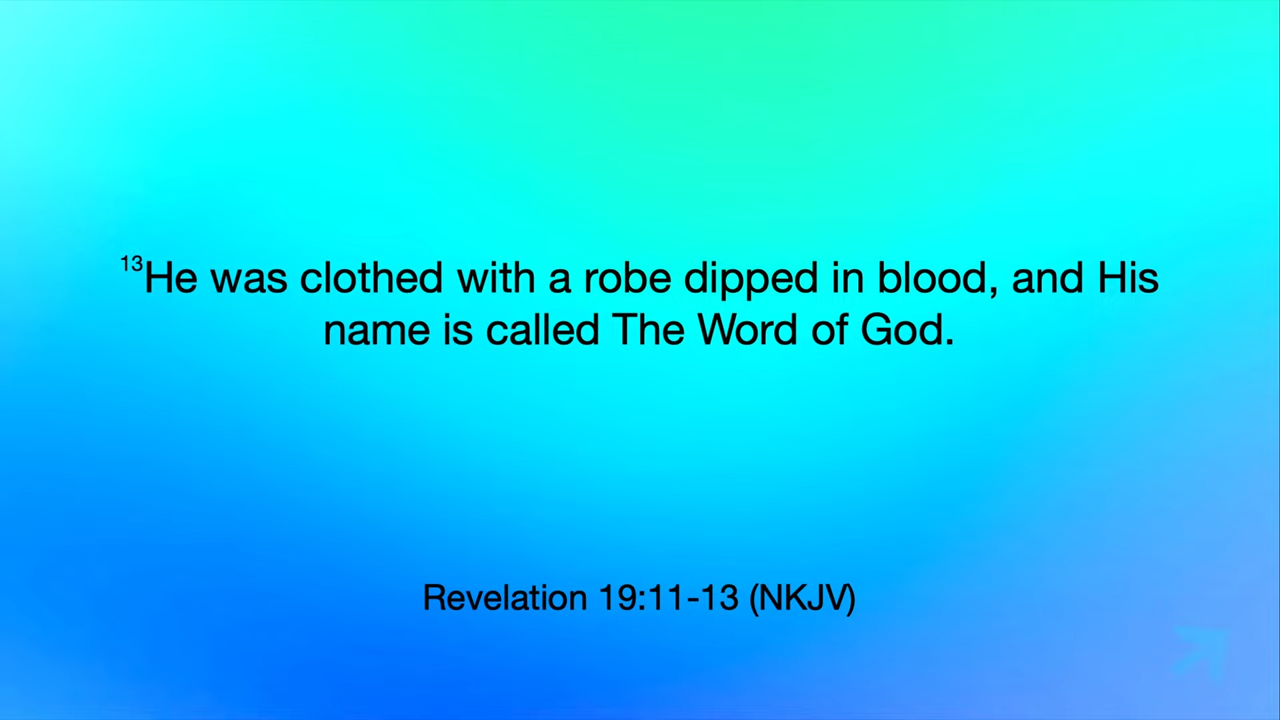 13He was clothed with a robe dipped in blood, and His
name is called The Word of God.
Revelation 19:11-13 (NKJV)